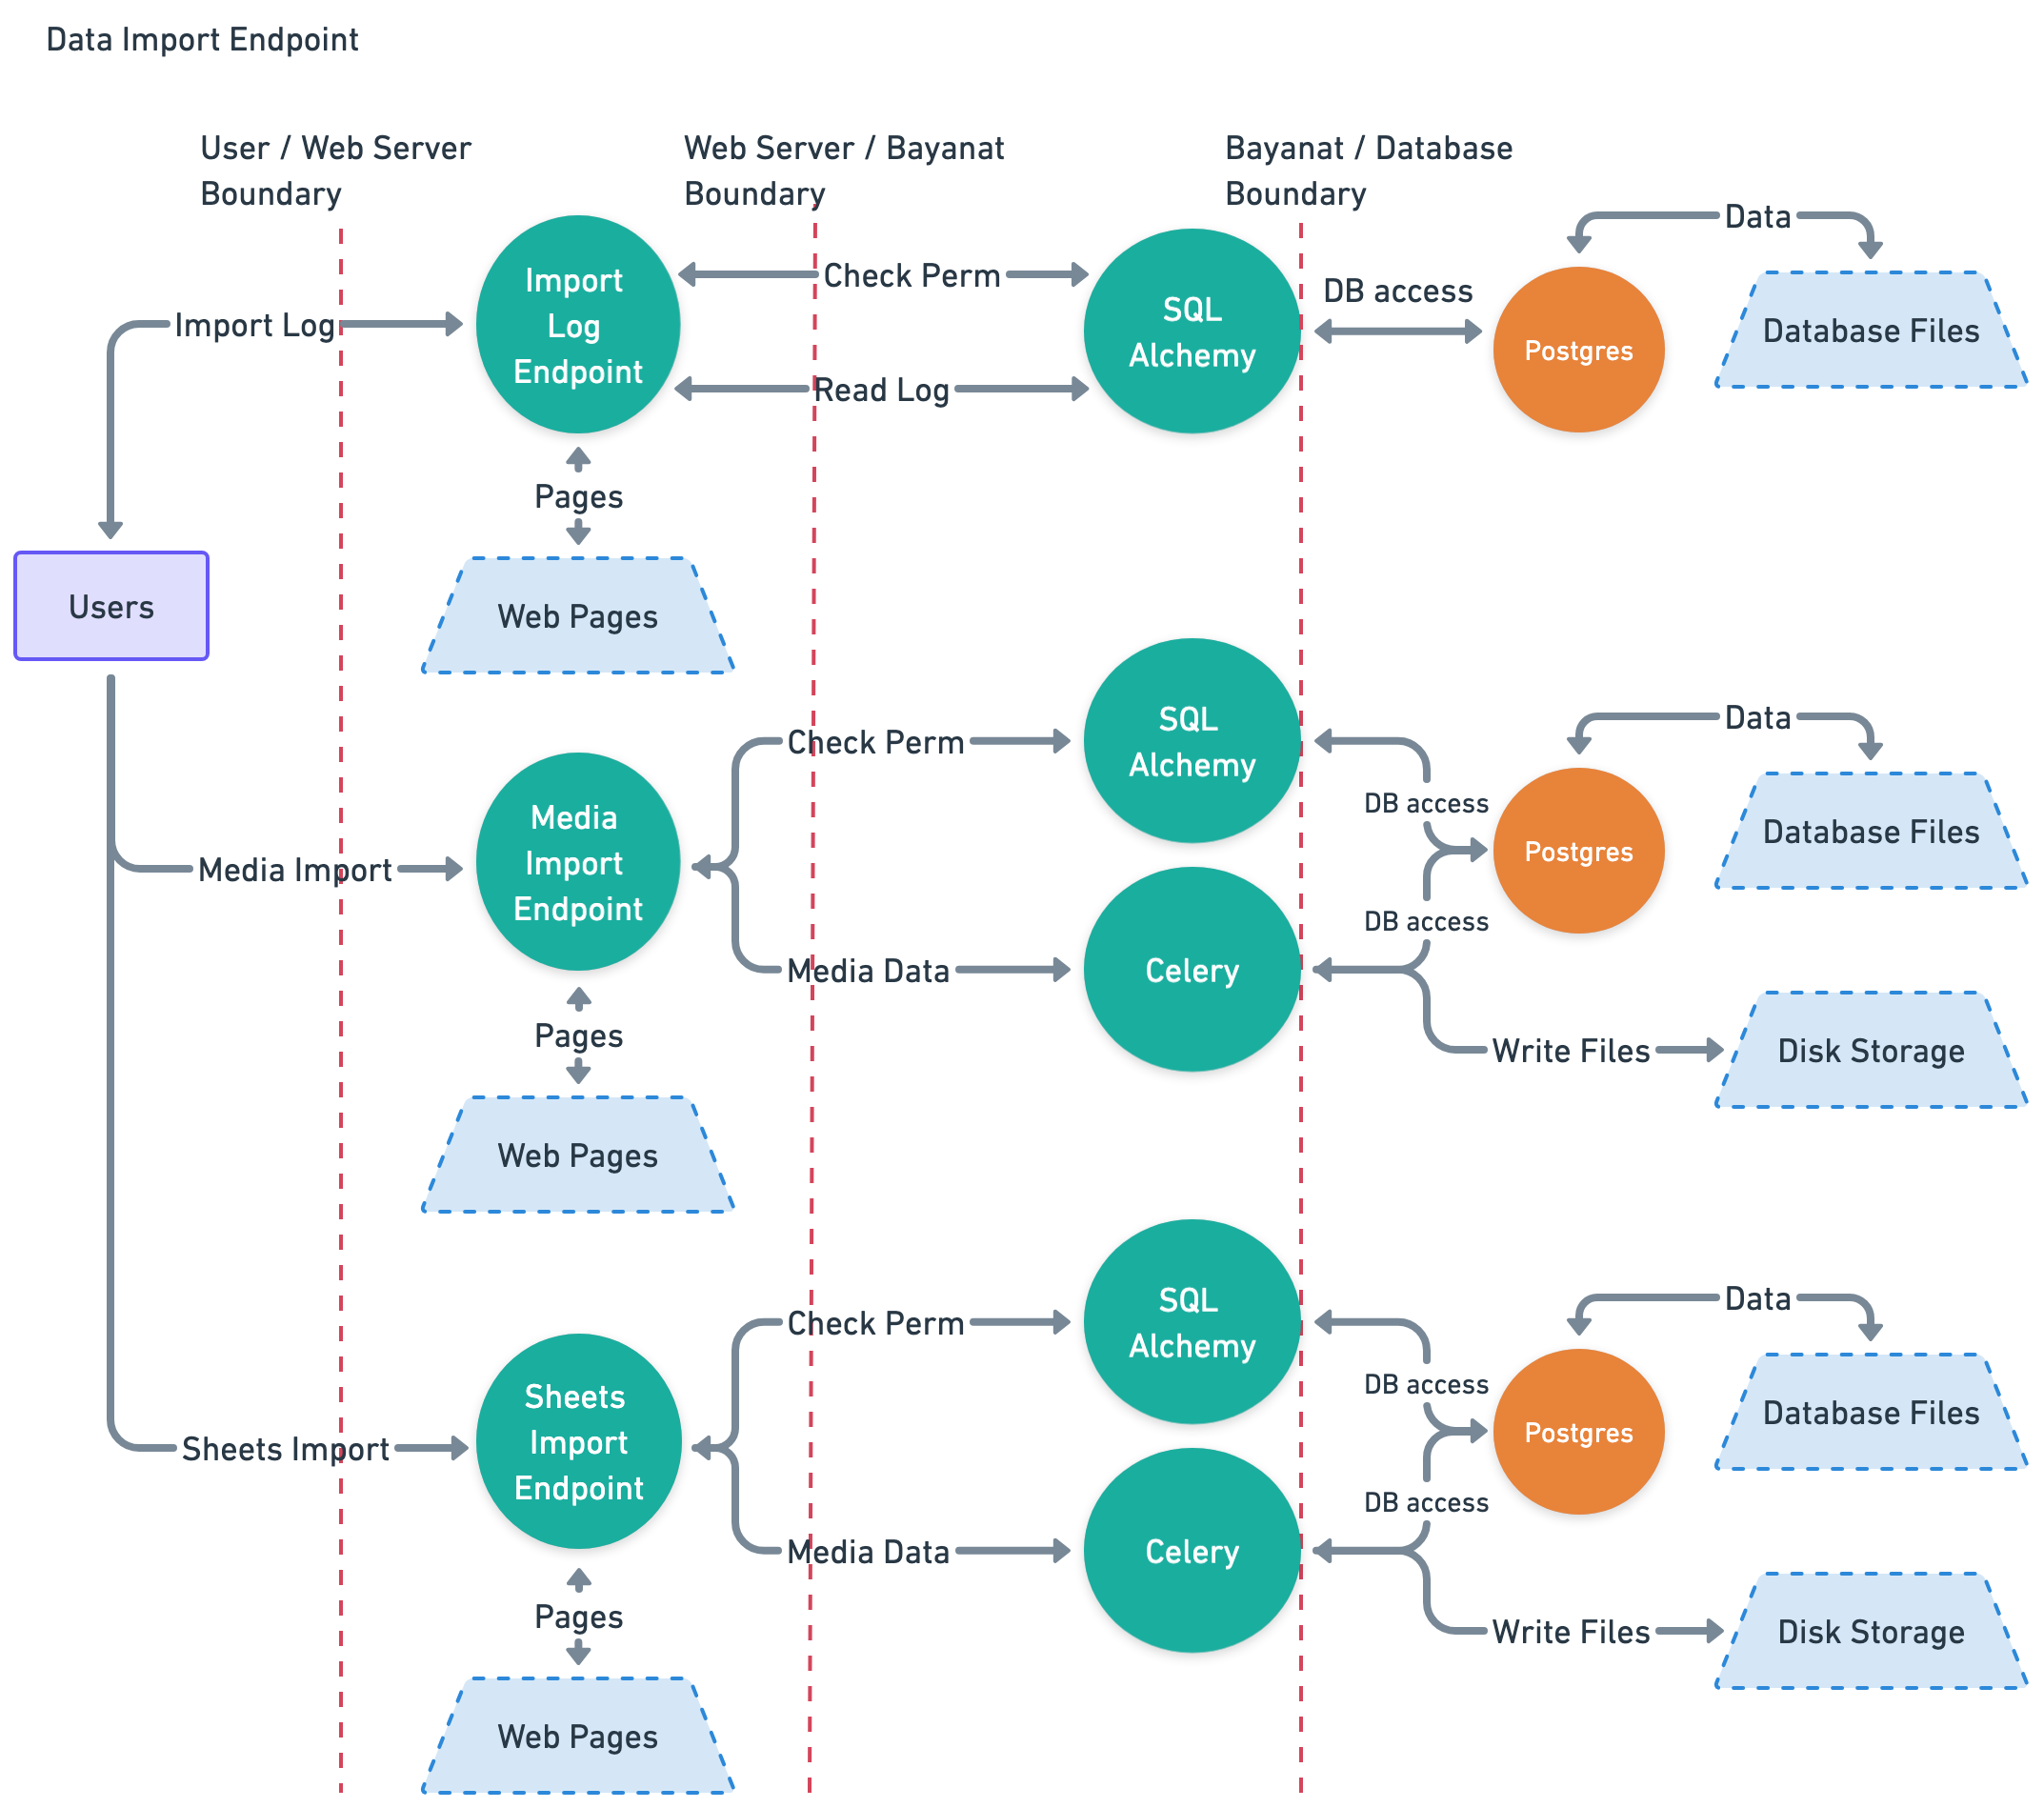 Data Import Endpoint
User / Web Server
Boundary
Web Server / Bayanat
Boundary
Bayanat / Database
Boundary
Import Log
Import
Log
Endpoint
Check Perm
Read Log
SQL
Alchemy
DB access
Postgres
Data
Database Files
Pages
Web Pages
Users
Media Import
Media
Import
Endpoint
Check Perm
Media Data
SQL
Alchemy
Celery
DB access
DB access
Postgres
Data
Database Files
Write Files
Disk Storage
Pages
Web Pages
Sheets Import
Sheets
Import
Endpoint
Check Perm
Media Data
SQL
Alchemy
Celery
DB access
DB access
Postgres
Data
Database Files
Write Files
Disk Storage
Pages
Web Pages